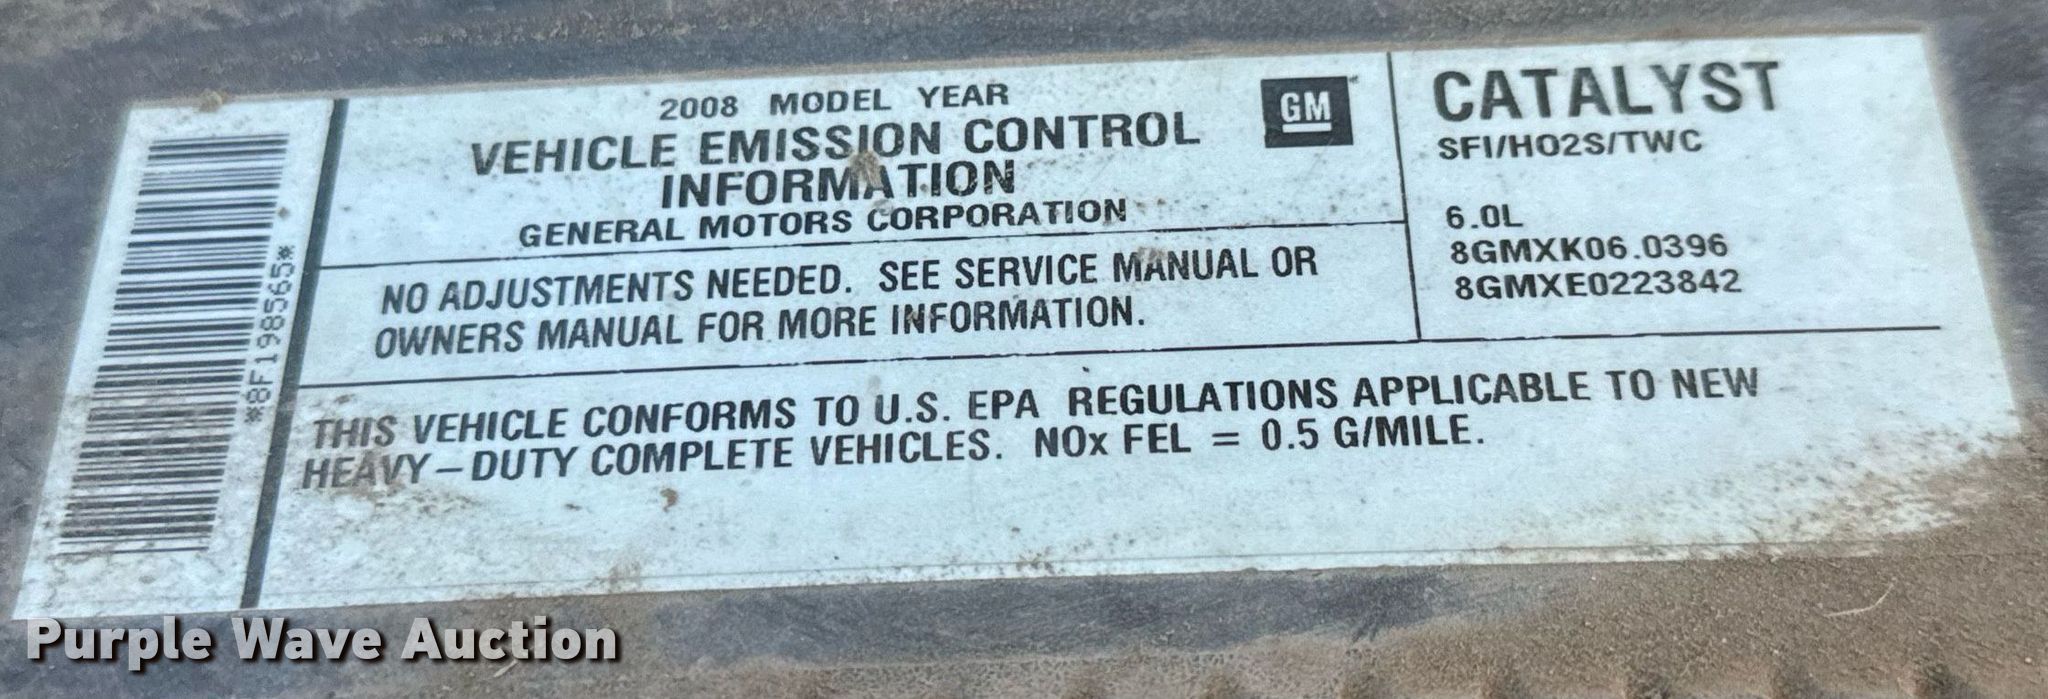 *8F198565*
2008 MODEL YEAR
VEHICLE EMISSION CONTROL
INFORMATION
GENERAL MOTORS CORPORATION
GM
NO ADJUSTMENTS NEEDED. SEE SERVICE MANUAL OR
OWNERS MANUAL FOR MORE INFORMATION.
CATALYST
SFI/HO2S/TWC
6.0L
8GMXK06.0396
8GMXE0223842
THIS VEHICLE CONFORMS TO U.S. EPA REGULATIONS APPLICABLE TO NEW
HEAVY-DUTY COMPLETE VEHICLES. NOx FEL = 0.5 G/MILE.
Purple Wave Auction